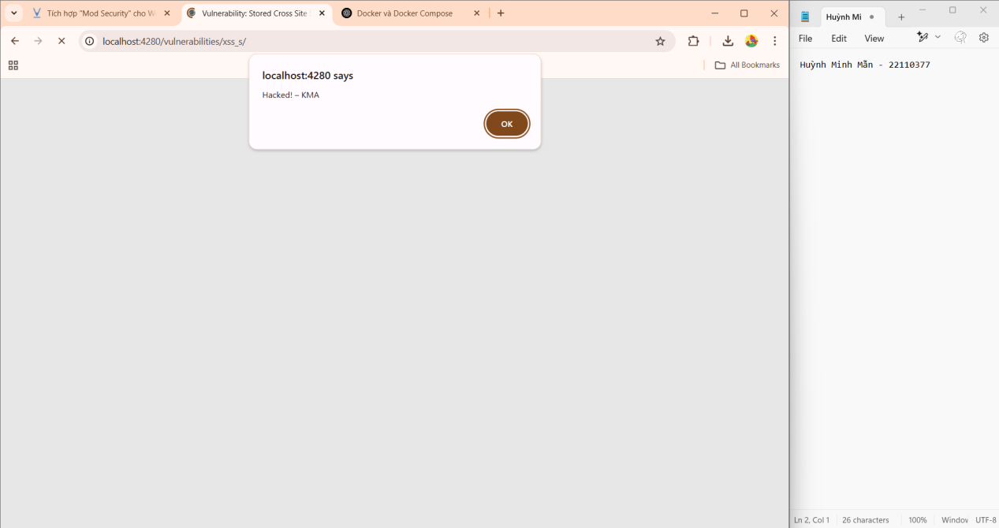 Tích hợp "Mod Security" cho W
Vulnerability: Stored Cross Site
Docker và Docker Compose
localhost:4280/vulnerabilities/xss_s/
All Bookmarks
localhost:4280 says
Hacked! – KMA
OK
Huỳnh Mi
File Edit View
Huỳnh Minh Mẫn - 22110377
Ln 2, Col 1 26 characters 100% Window UTF-8